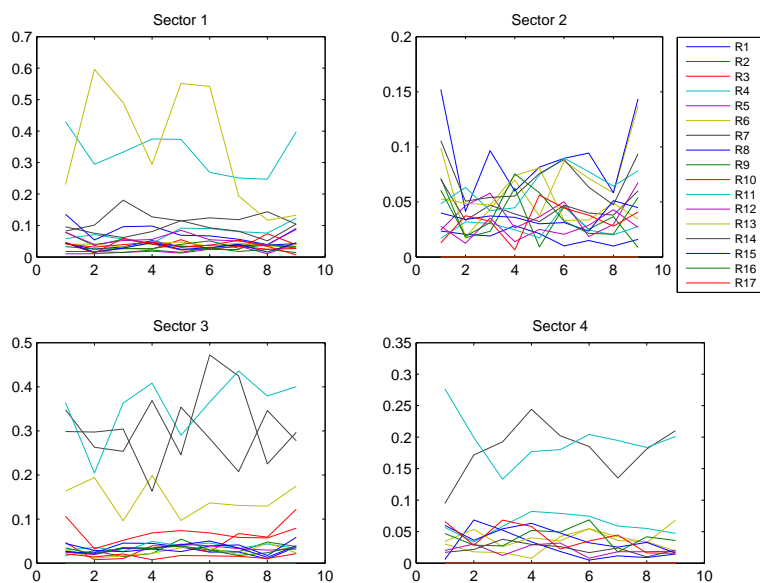 Sector 1
0.7
0.6
0.5
0.4
0.3
0.2
0.1
0
0 2 4 6 8 10
Sector 2
0.2
0.15
0.1
0.05
0
0 2 4 6 8 10
R1
R2
R3
R4
R5
R6
R7
R8
R9
R10
R11
R12
R13
R14
R15
R16
R17
Sector 3
0.5
0.4
0.3
0.2
0.1
0
0 2 4 6 8 10
Sector 4
0.35
0.3
0.25
0.2
0.15
0.1
0.05
0
0 2 4 6 8 10